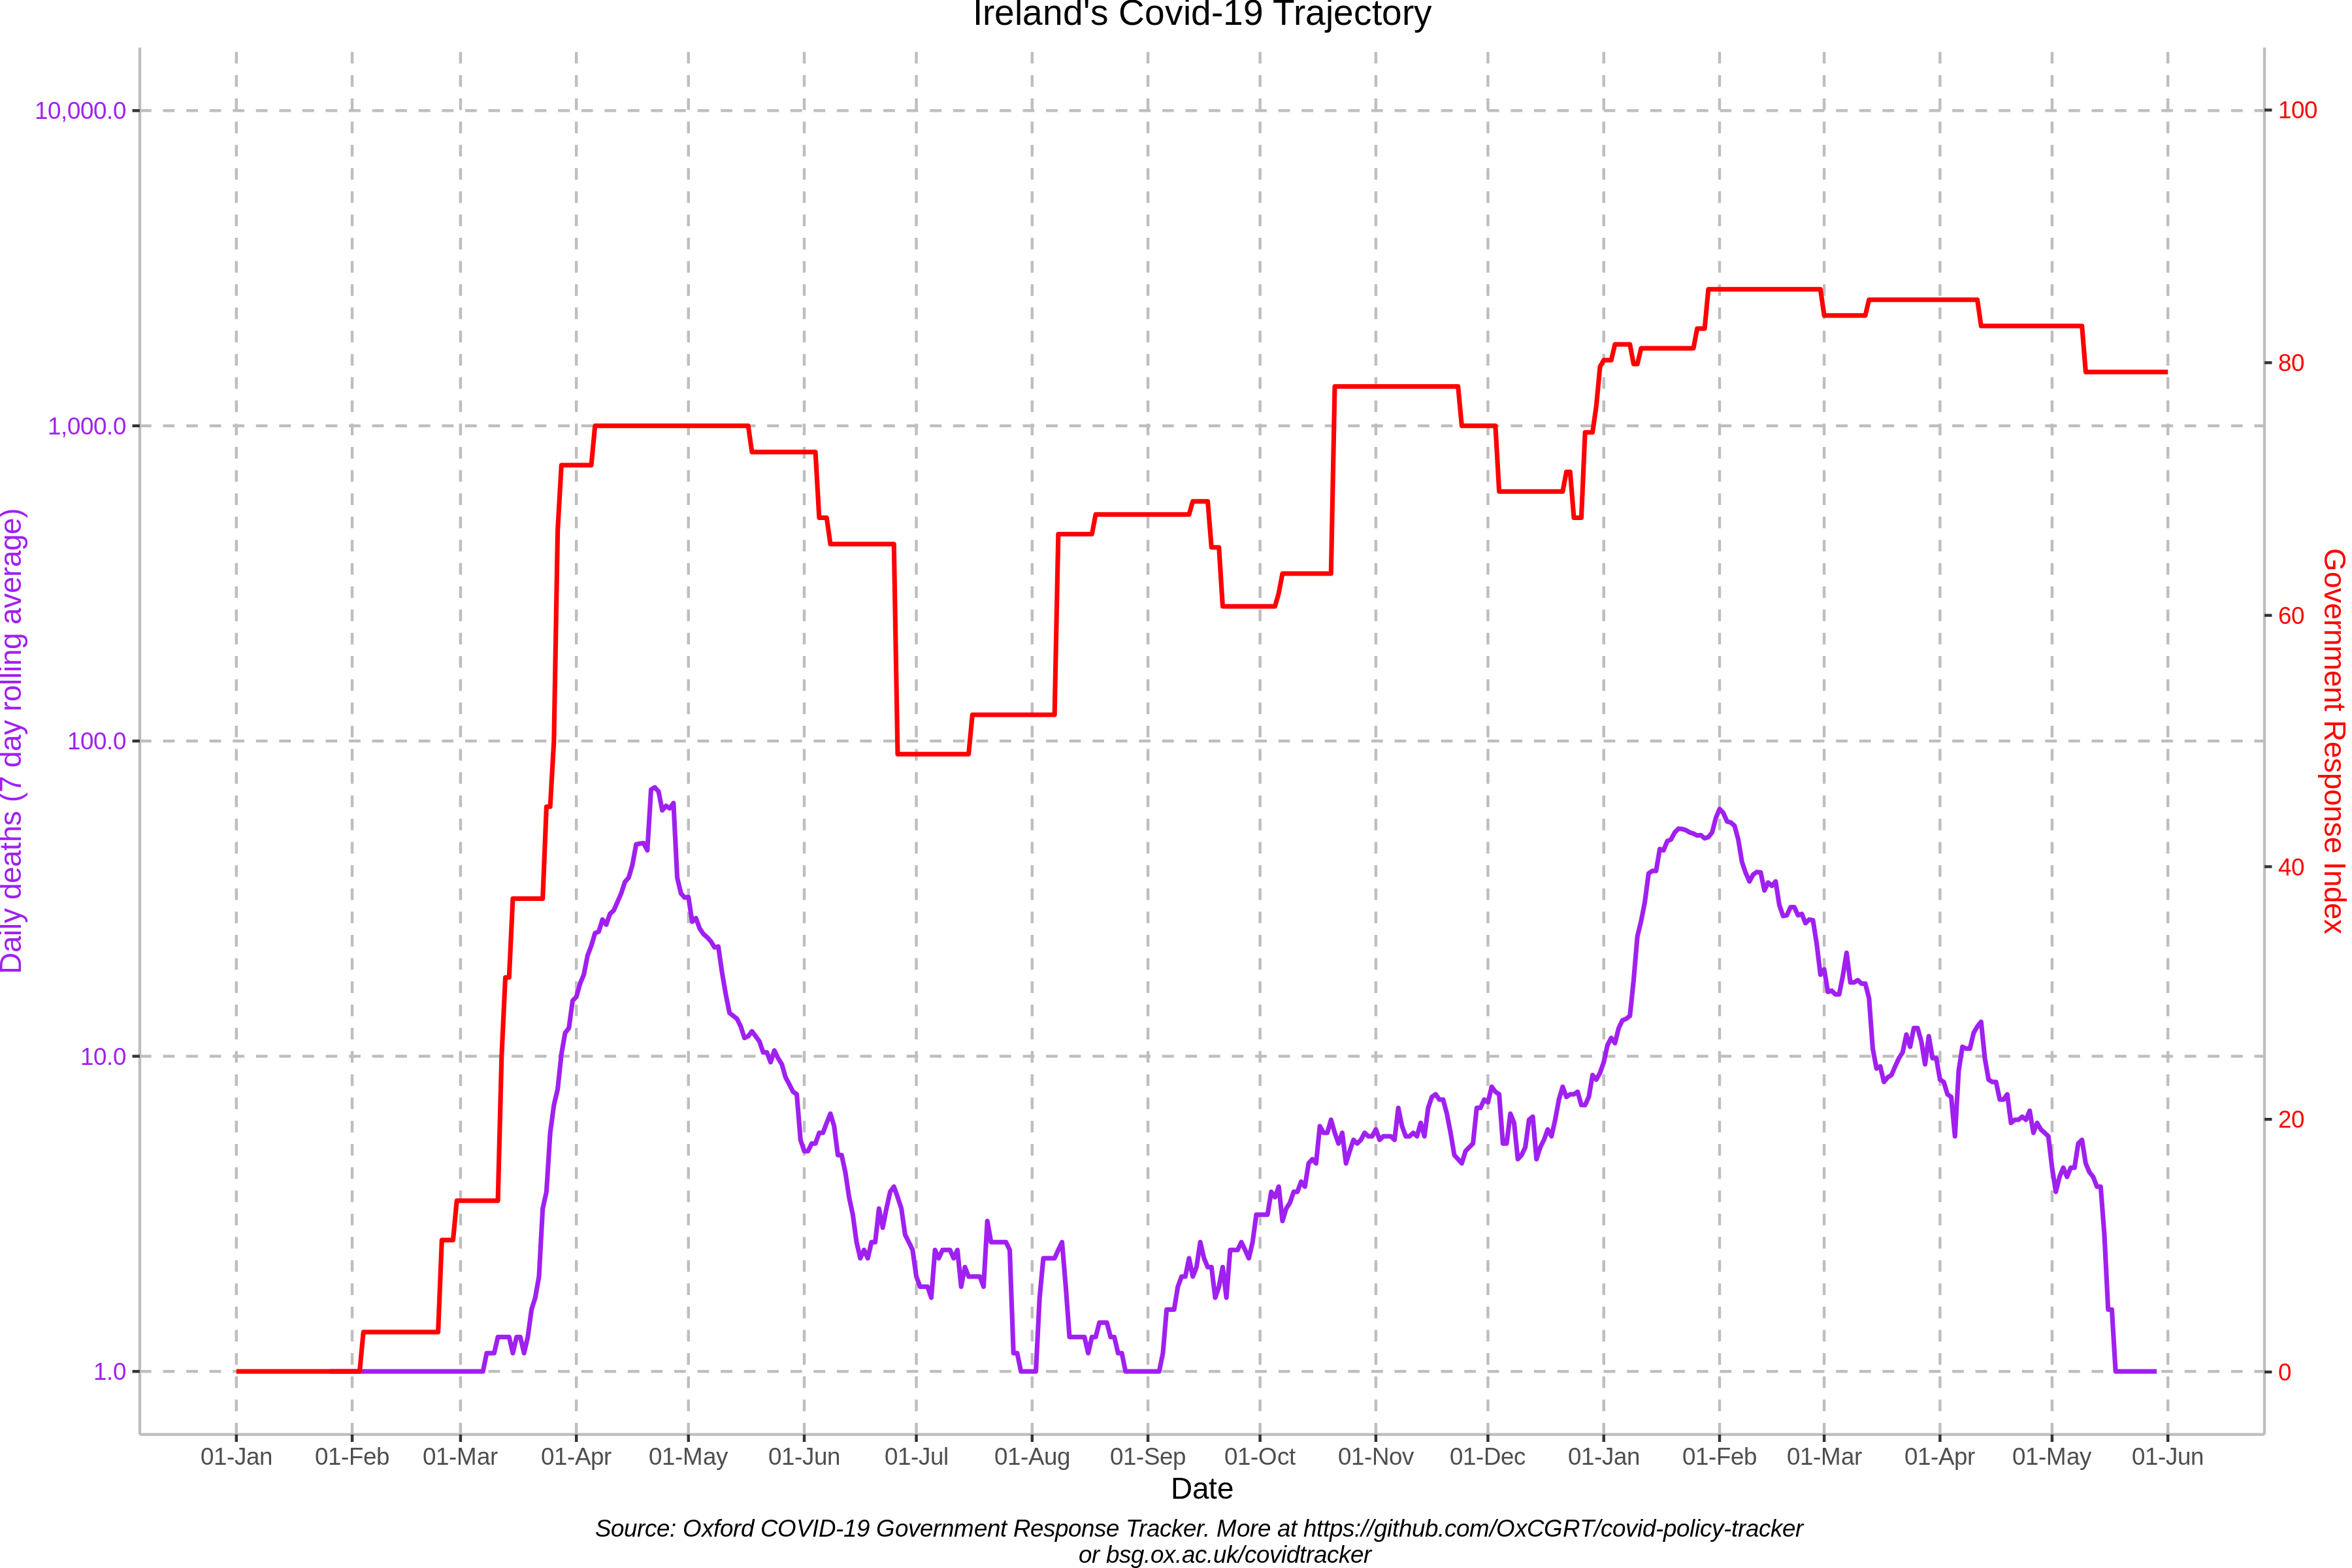 Ireland's Covid-19 Trajectory
10,000.0
1,000.0
100.0
10.0
1.0
Daily deaths (7 day rolling average)
100
80
60
40
20
0
Government Response Index
01-Jan 01-Feb 01-Mar 01-Apr 01-May 01-Jun 01-Jul 01-Aug 01-Sep 01-Oct 01-Nov 01-Dec 01-Jan 01-Feb 01-Mar 01-Apr 01-May 01-Jun
Date
Source: Oxford COVID-19 Government Response Tracker. More at https://github.com/OxCGRT/covid-policy-tracker
or bsg.ox.ac.uk/covidtracker